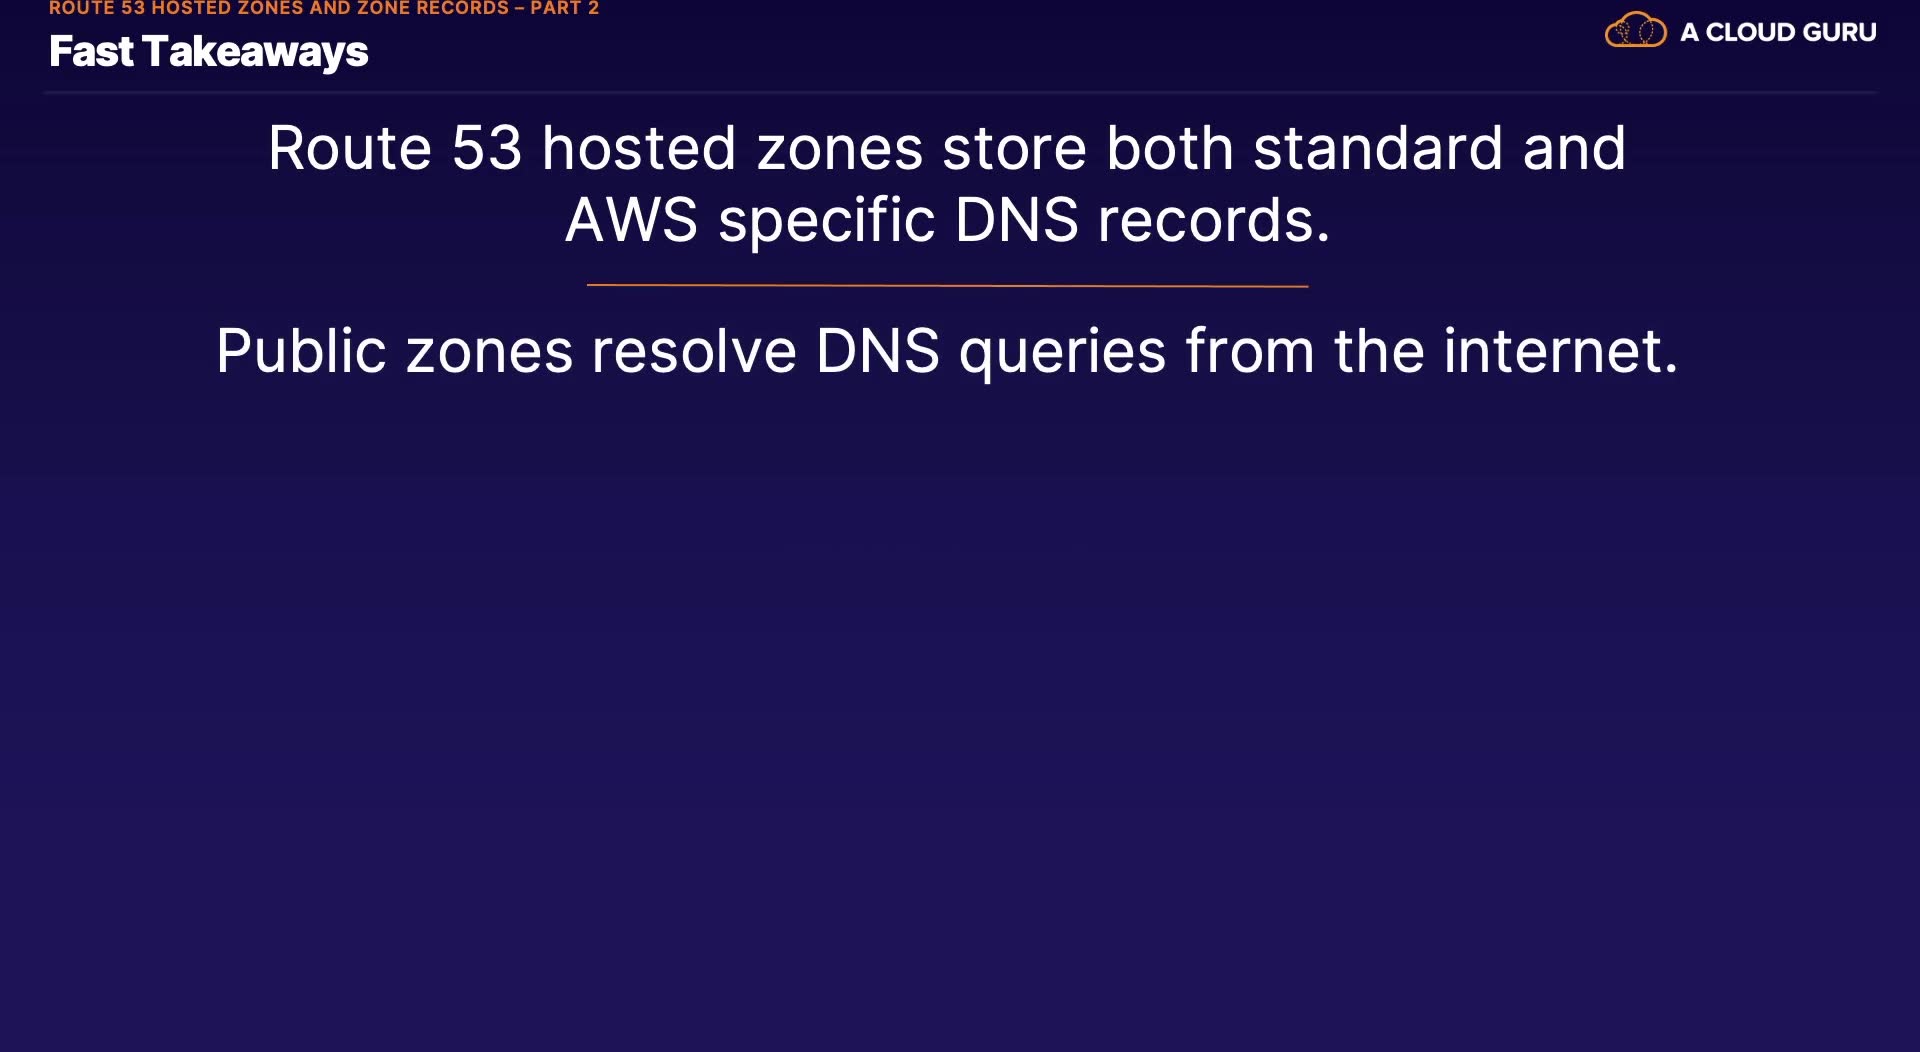 ROUTE 53 HOSTED ZONES AND ZONE RECORDS – PART 2
Fast Takeaways
A CLOUD GURU
Route 53 hosted zones store both standard and
AWS specific DNS records.
Public zones resolve DNS queries from the internet.